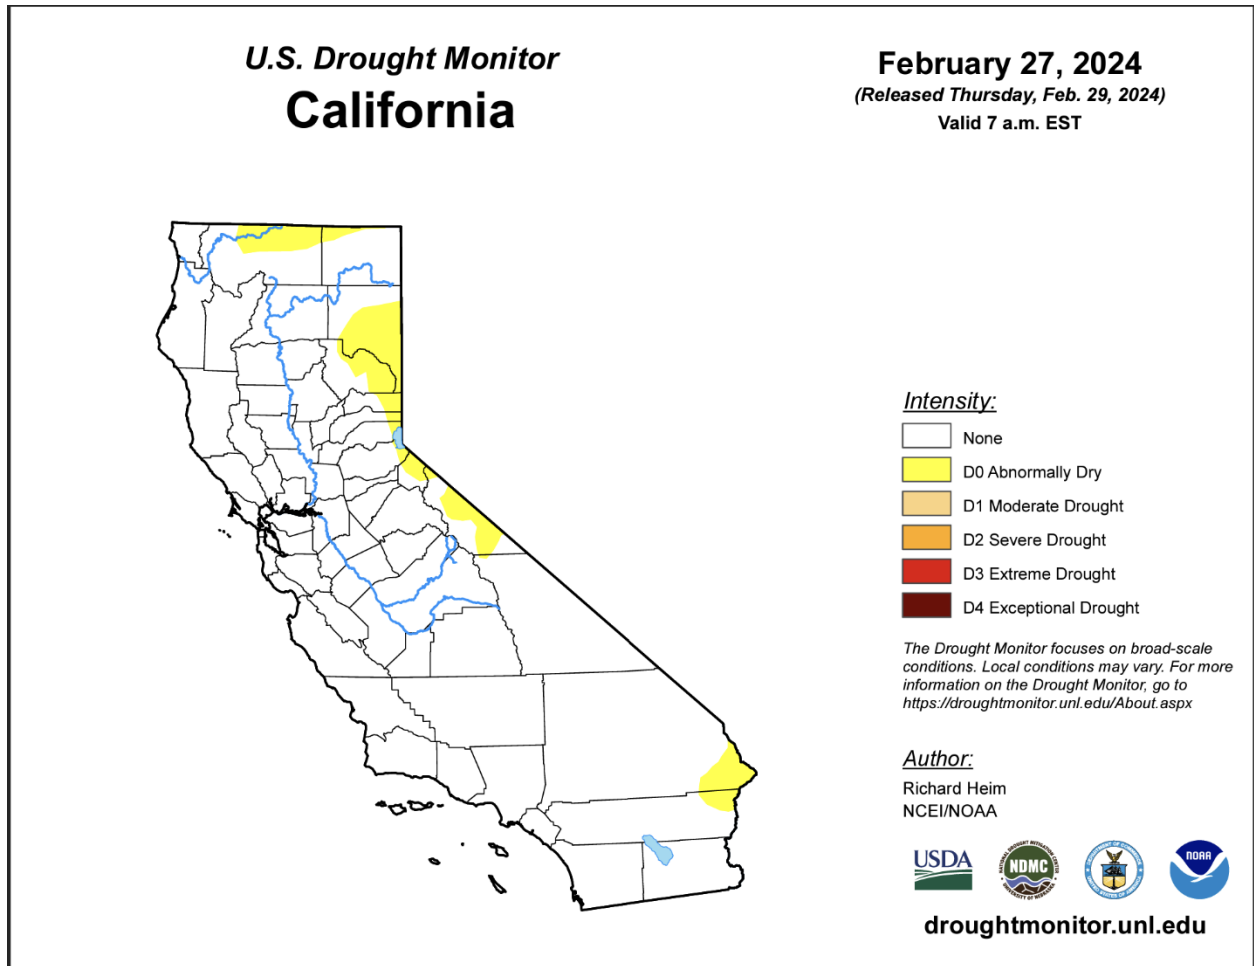 U.S. Drought Monitor
California
February 27, 2024
(Released Thursday, Feb. 29, 2024)
Valid 7 a.m. EST
Intensity:
None
D0 Abnormally Dry
D1 Moderate Drought
D2 Severe Drought
D3 Extreme Drought
D4 Exceptional Drought
The Drought Monitor focuses on broad-scale
conditions. Local conditions may vary. For more
information on the Drought Monitor, go to
https://droughtmonitor.unl.edu/About.aspx
Author:
Richard Heim
NCEI/NOAA
USDA
NDMC
NOAA
droughtmonitor.unl.edu